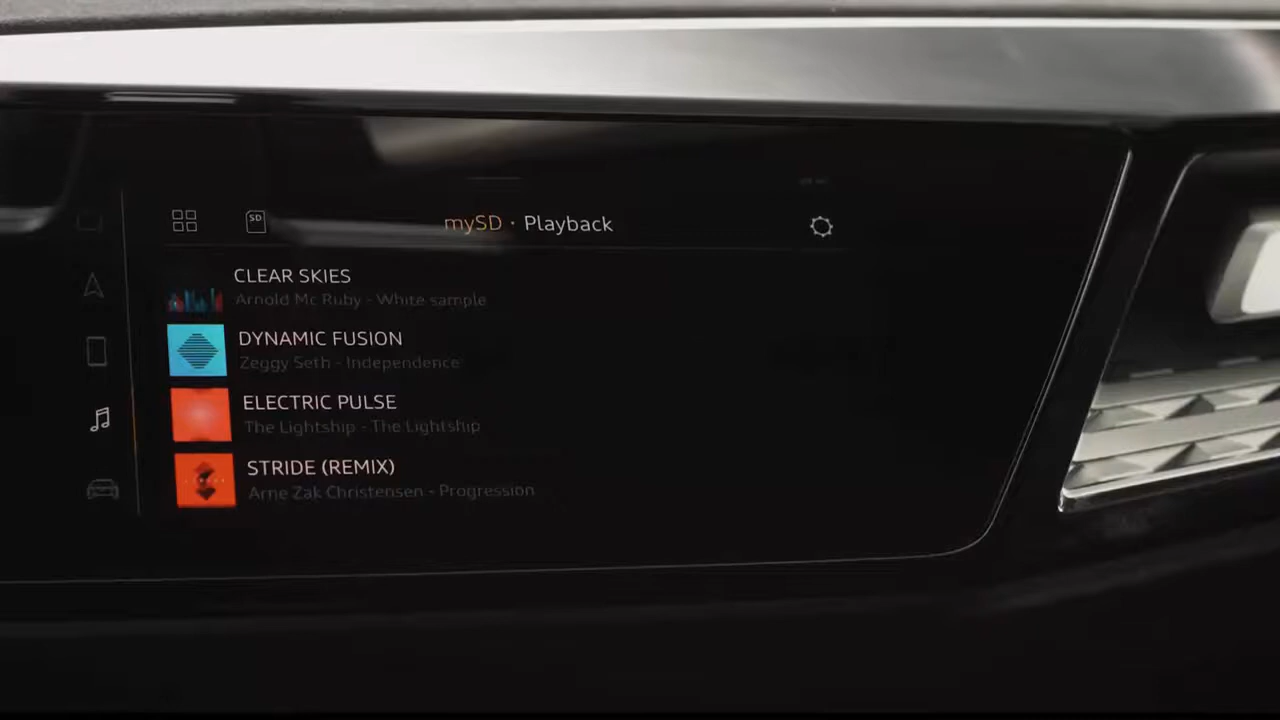 SD
mySD · Playback
CLEAR SKIES
Arnold Mc Ruby - White sample
DYNAMIC FUSION
Zeggy Seth - Independence
ELECTRIC PULSE
The Lightship - The Lightship
STRIDE (REMIX)
Arne Zak Christensen - Progression